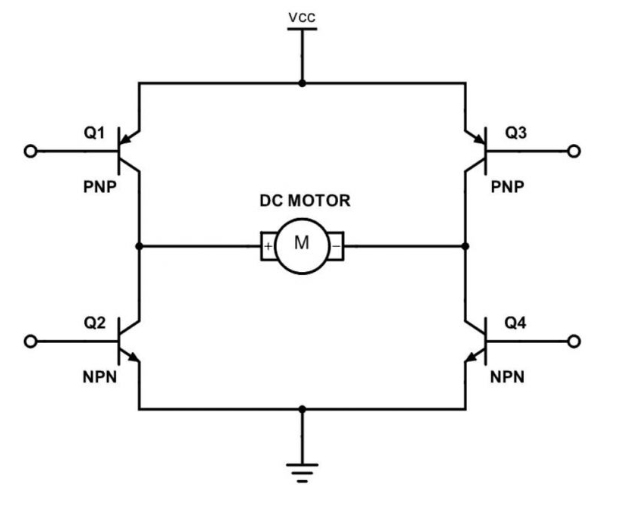 VCC
Q1
Q3
PNP
PNP
DC MOTOR
+ M −
Q2
Q4
NPN
NPN